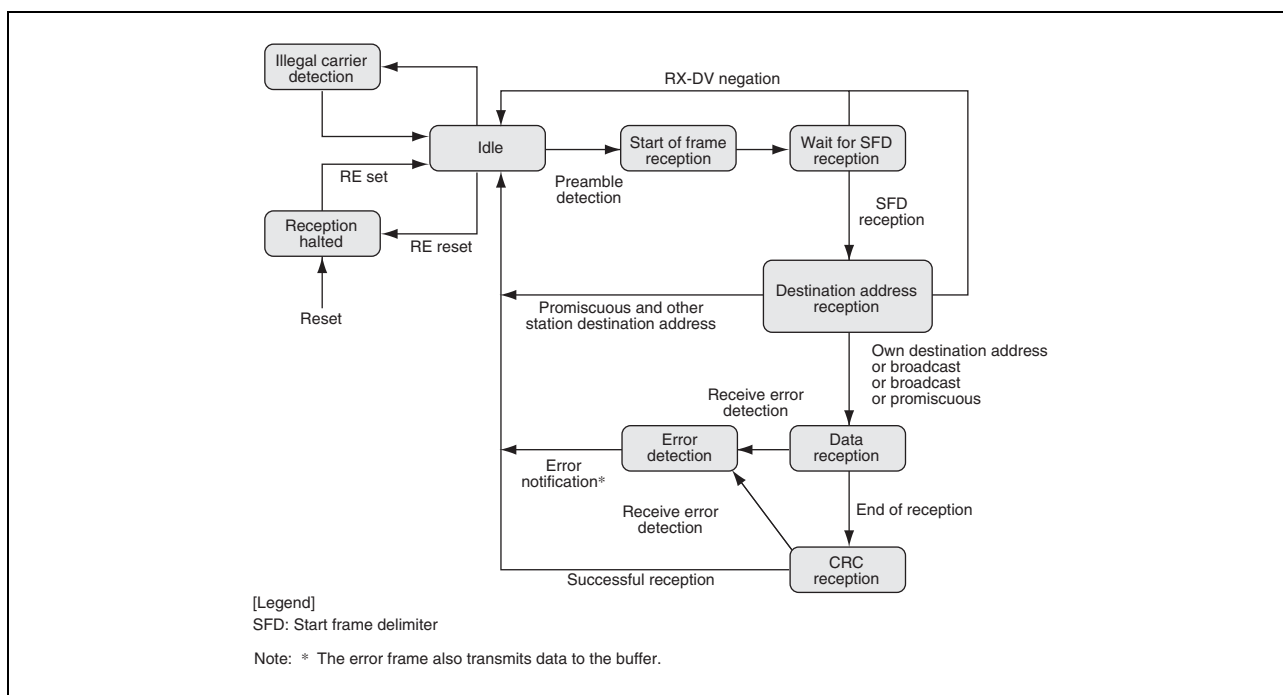 Illegal carrier
detection
RX-DV negation
Idle
Start of frame
reception
Wait for SFD
reception
RE set
Preamble
detection
SFD
reception
Reception
halted
RE reset
Destination address
reception
Promiscuous and other
station destination address
Reset
Own destination address
or broadcast
or broadcast
or promiscuous
Receive error
detection
Error
detection
Data
reception
Error
notification*
Receive error
detection
End of reception
CRC
reception
Successful reception
[Legend]
SFD: Start frame delimiter
Note: * The error frame also transmits data to the buffer.